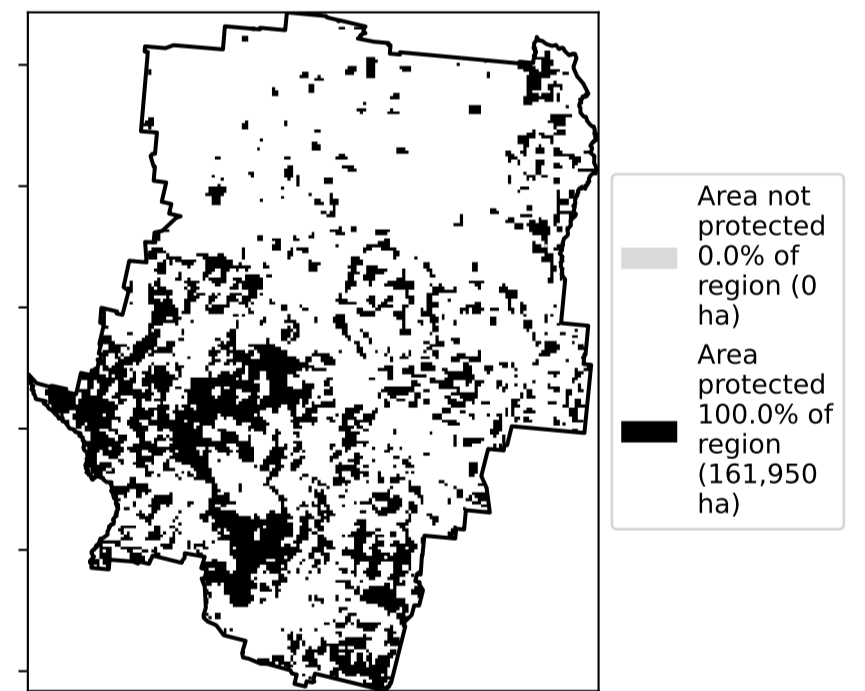 Area not
protected
0.0% of
region (0
ha)
Area
protected
100.0% of
region
(161,950
ha)